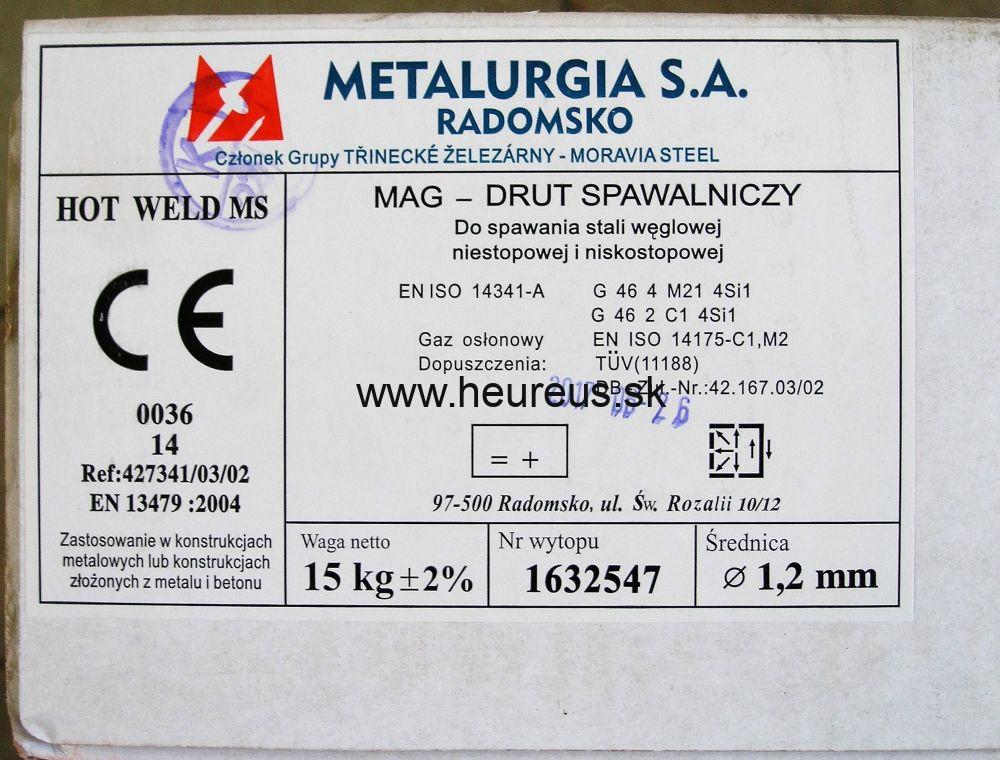 METALURGIA S.A.
RADOMSKO
Członek Grupy TŘINECKÉ ŽELEZÁRNY - MORAVIA STEEL
HOT WELD MS
CE
0036
14
Ref:427341/03/02
EN 13479 :2004
Zastosowanie w konstrukcjach
metalowych lub konstrukcjach
złożonych z metalu i betonu
MAG – DRUT SPAWALNICZY
Do spawania stali węglowej
niestopowej i niskostopowej
EN ISO 14341-A G 46 4 M21 4Si1
G 46 2 C1 4Si1
Gaz osłonowy EN ISO 14175-C1,M2
Dopuszczenia: TÜV(11188)
DB-Zul.-Nr.:42.167.03/02
www.heureus.sk
= +
97-500 Radomsko, ul. Św. Rozalii 10/12
Waga netto
15 kg ±2%
Nr wytopu
1632547
Średnica
⌀ 1,2 mm